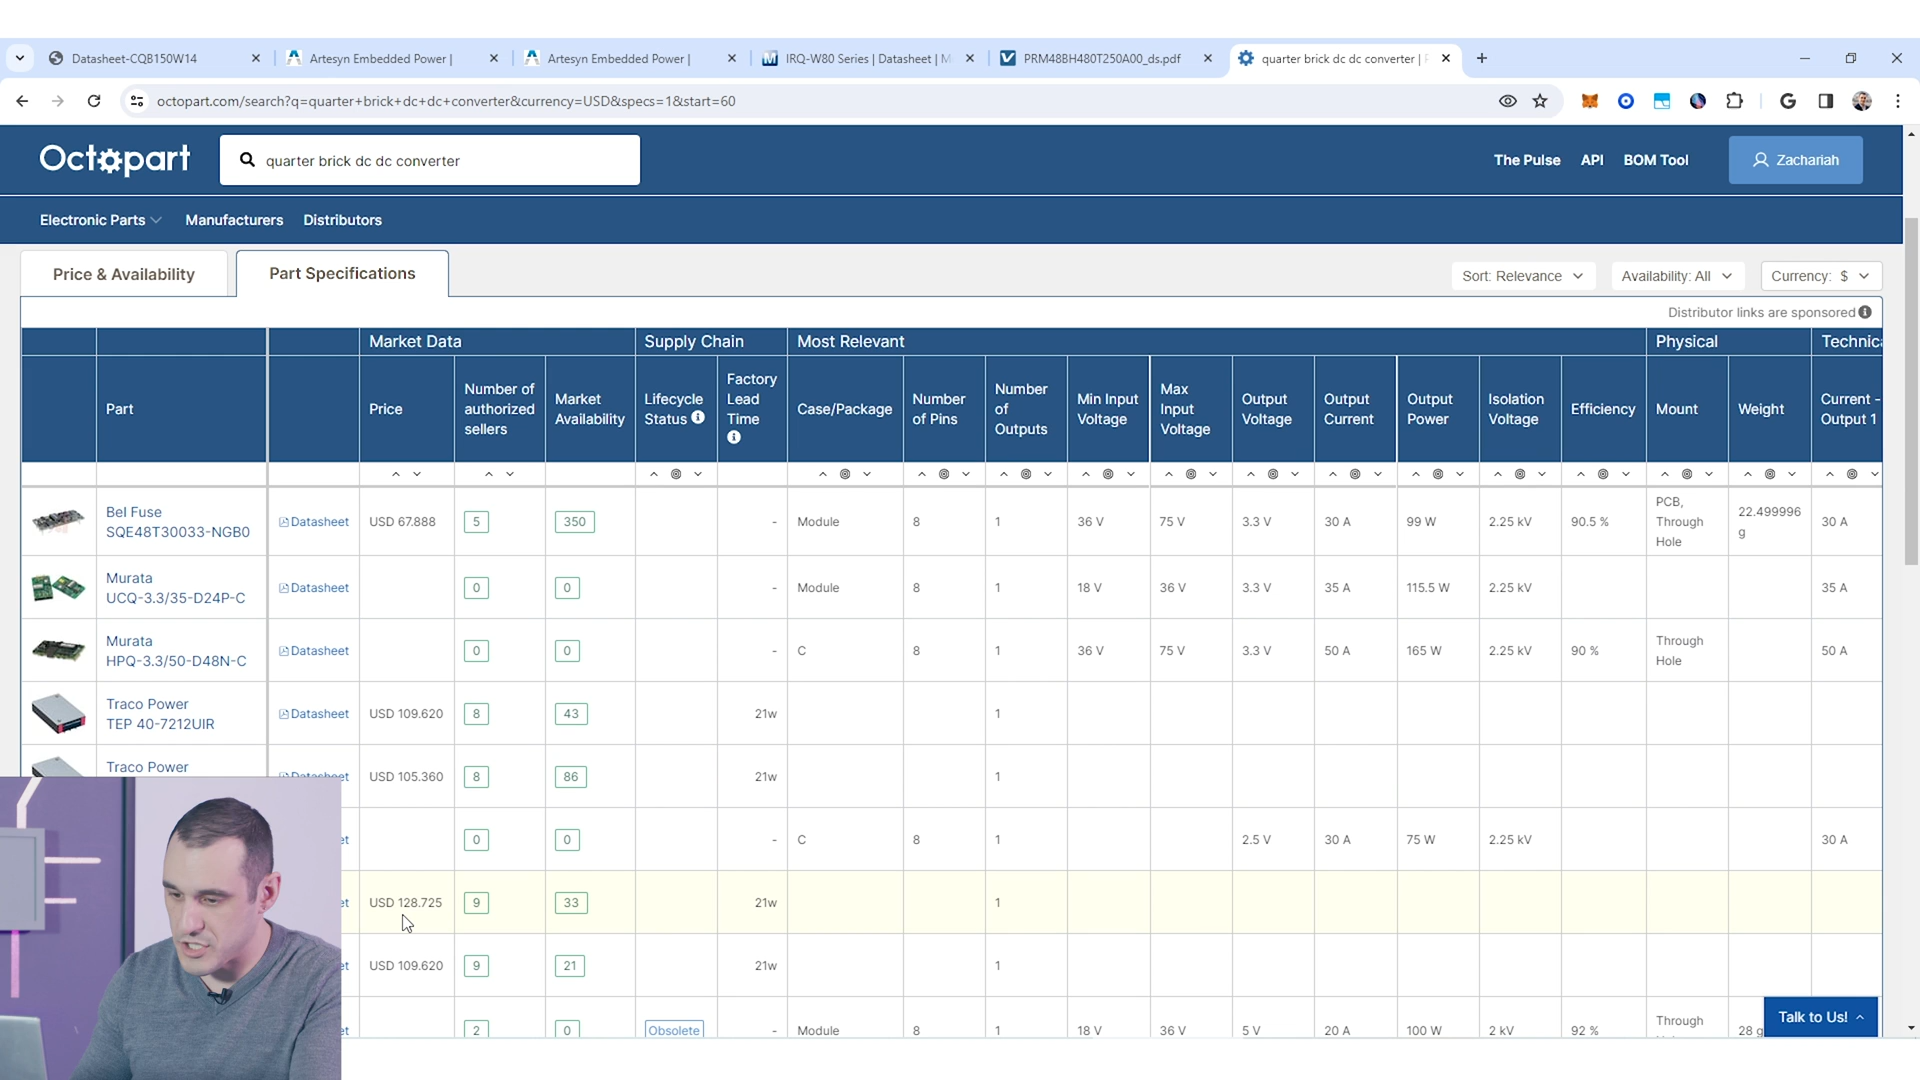 Datasheet-CQB150W14
Artesyn Embedded Power |
Artesyn Embedded Power |
IRQ-W80 Series | Datasheet | M
PRM48BH480T250A00_ds.pdf
quarter brick dc dc converter |
octopart.com/search?q=quarter+brick+dc+dc+converter&currency=USD&specs=1&start=60
Octopart
quarter brick dc dc converter
The Pulse API BOM Tool Zachariah
Electronic Parts Manufacturers Distributors
Price & Availability Part Specifications Sort: Relevance Availability: All Currency: $
Distributor links are sponsored
Market Data Supply Chain Most Relevant Physical Technic
Part
Price
Number of authorized sellers
Market Availability
Lifecycle Status
Factory Lead Time
Case/Package
Number of Pins
Number of Outputs
Min Input Voltage
Max Input Voltage
Output Voltage
Output Current
Output Power
Isolation Voltage
Efficiency
Mount
Weight
Current - Output 1
Bel Fuse SQE48T30033-NGB0 Datasheet USD 67.888 5 350 - Module 8 1 36 V 75 V 3.3 V 30 A 99 W 2.25 kV 90.5 % PCB, Through Hole 22.499996 g 30 A
Murata UCQ-3.3/35-D24P-C Datasheet 0 0 - Module 8 1 18 V 36 V 3.3 V 35 A 115.5 W 2.25 kV 35 A
Murata HPQ-3.3/50-D48N-C Datasheet 0 0 - C 8 1 36 V 75 V 3.3 V 50 A 165 W 2.25 kV 90 % Through Hole 50 A
Traco Power TEP 40-7212UIR Datasheet USD 109.620 8 43 21w 1
Traco Power Datasheet USD 105.360 8 86 21w 1
et 0 0 - C 8 1 2.5 V 30 A 75 W 2.25 kV 30 A
et USD 128.725 9 33 21w 1
et USD 109.620 9 21 21w 1
et 2 0 Obsolete - Module 8 1 18 V 36 V 5 V 20 A 100 W 2 kV 92 % Through 28 g
Talk to Us!